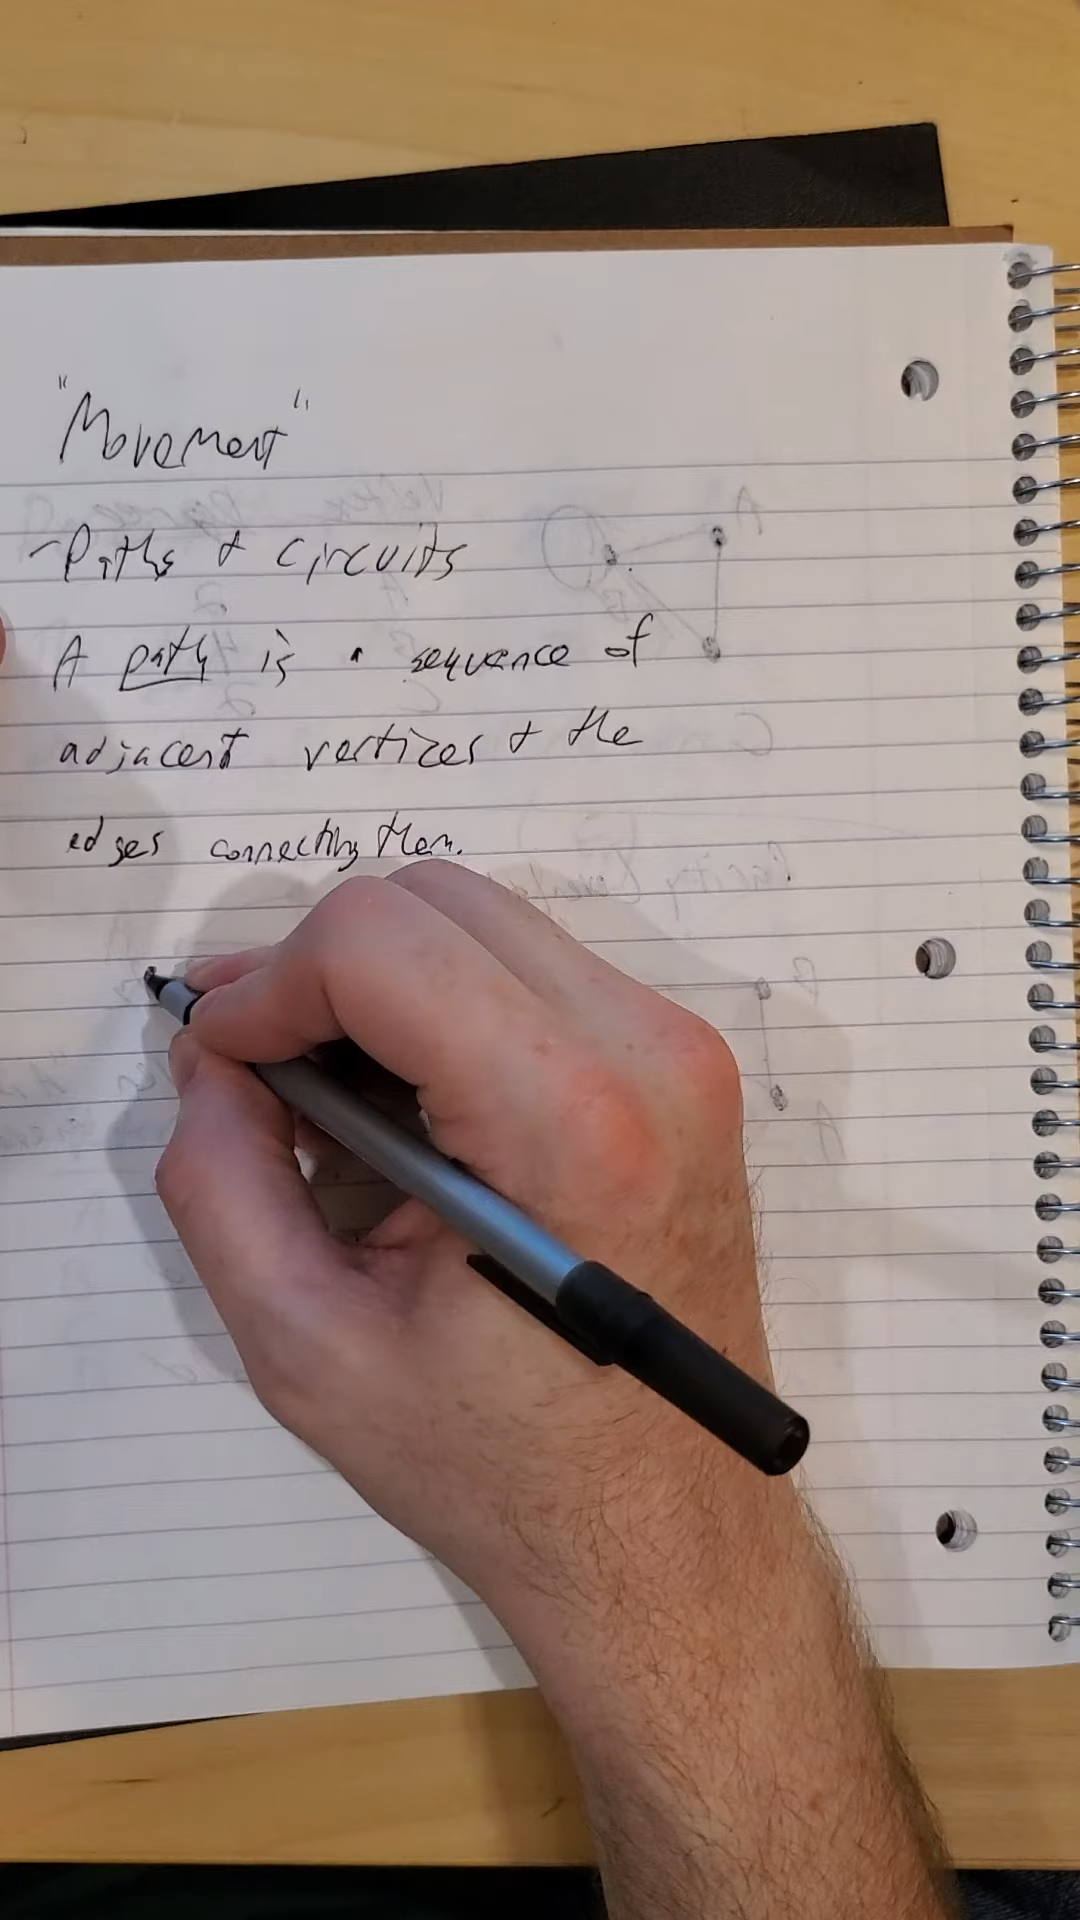 "Movement"
- Paths + Circuits
A path is a sequence of
adjacent vertices + the
edges connecting them.